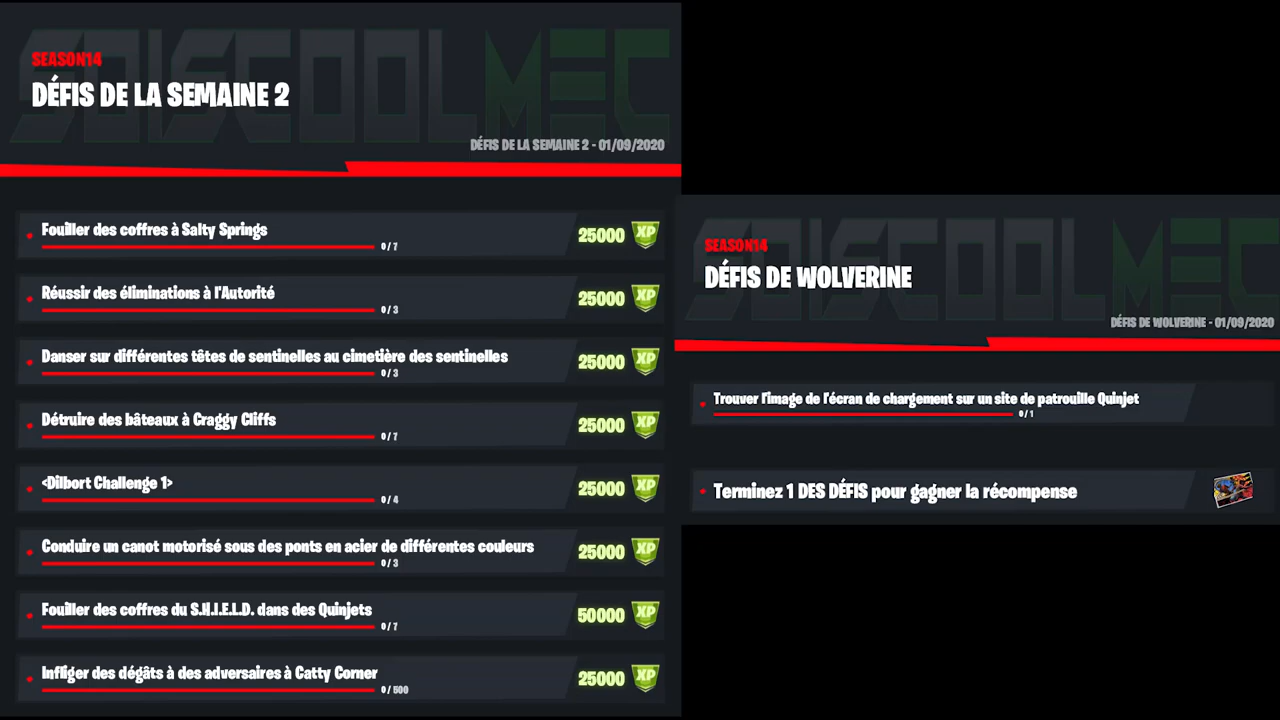 SOISCOOLMEC
SEASON14
DÉFIS DE LA SEMAINE 2
DÉFIS DE LA SEMAINE 2 - 01/09/2020
Fouiller des coffres à Salty Springs
0 / 7
25000 XP
Réussir des éliminations à l'Autorité
0 / 3
25000 XP
Danser sur différentes têtes de sentinelles au cimetière des sentinelles
0 / 3
25000 XP
Détruire des bâteaux à Craggy Cliffs
0 / 7
25000 XP
<Dilbort Challenge 1>
0 / 4
25000 XP
Conduire un canot motorisé sous des ponts en acier de différentes couleurs
0 / 3
25000 XP
Fouiller des coffres du S.H.I.E.L.D. dans des Quinjets
0 / 7
50000 XP
Infliger des dégâts à des adversaires à Catty Corner
0 / 500
25000 XP
SOISCOOLMEC
SEASON14
DÉFIS DE WOLVERINE
DÉFIS DE WOLVERINE - 01/09/2020
Trouver l'image de l'écran de chargement sur un site de patrouille Quinjet
0 / 1
Terminez 1 DES DÉFIS pour gagner la récompense